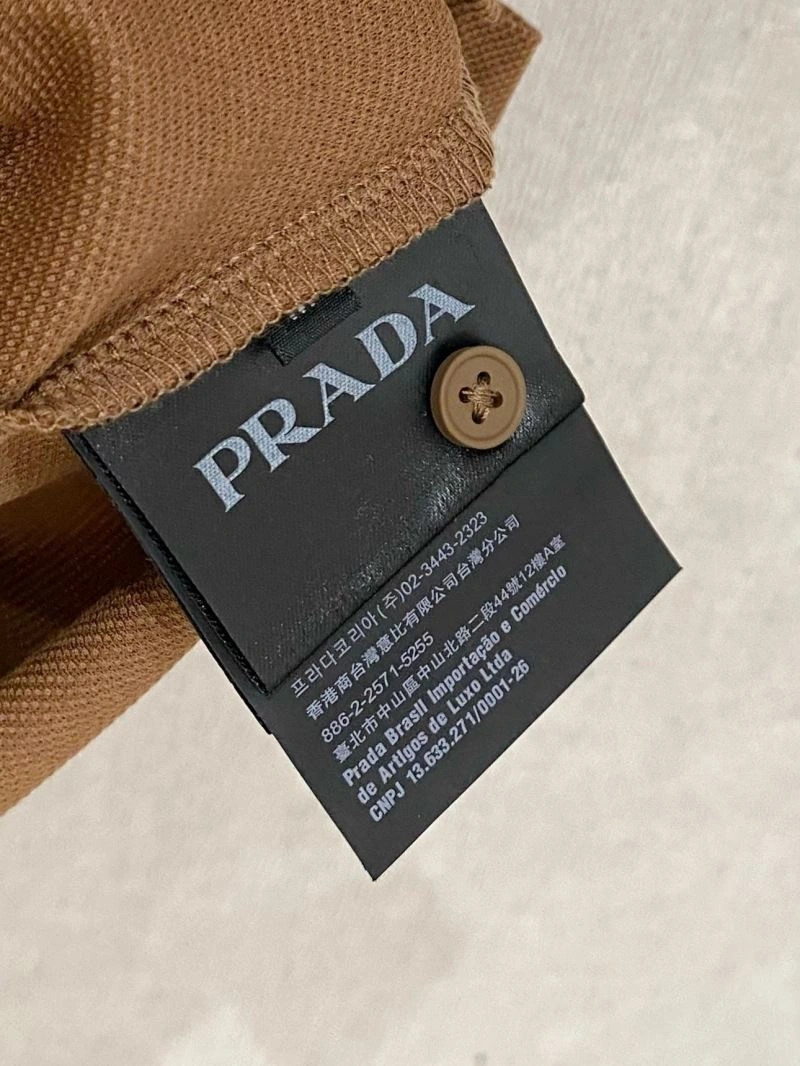 PRADA
프라다코리아(주)02-3443-2323
香港商台灣意比有限公司台灣分公司
886-2-2571-5255
臺北市中山區中山北路二段44號12樓A室
Prada Brasil Importação e Comércio
de Artigos de Luxo Ltda
CNPJ 13.633.271/0001-26